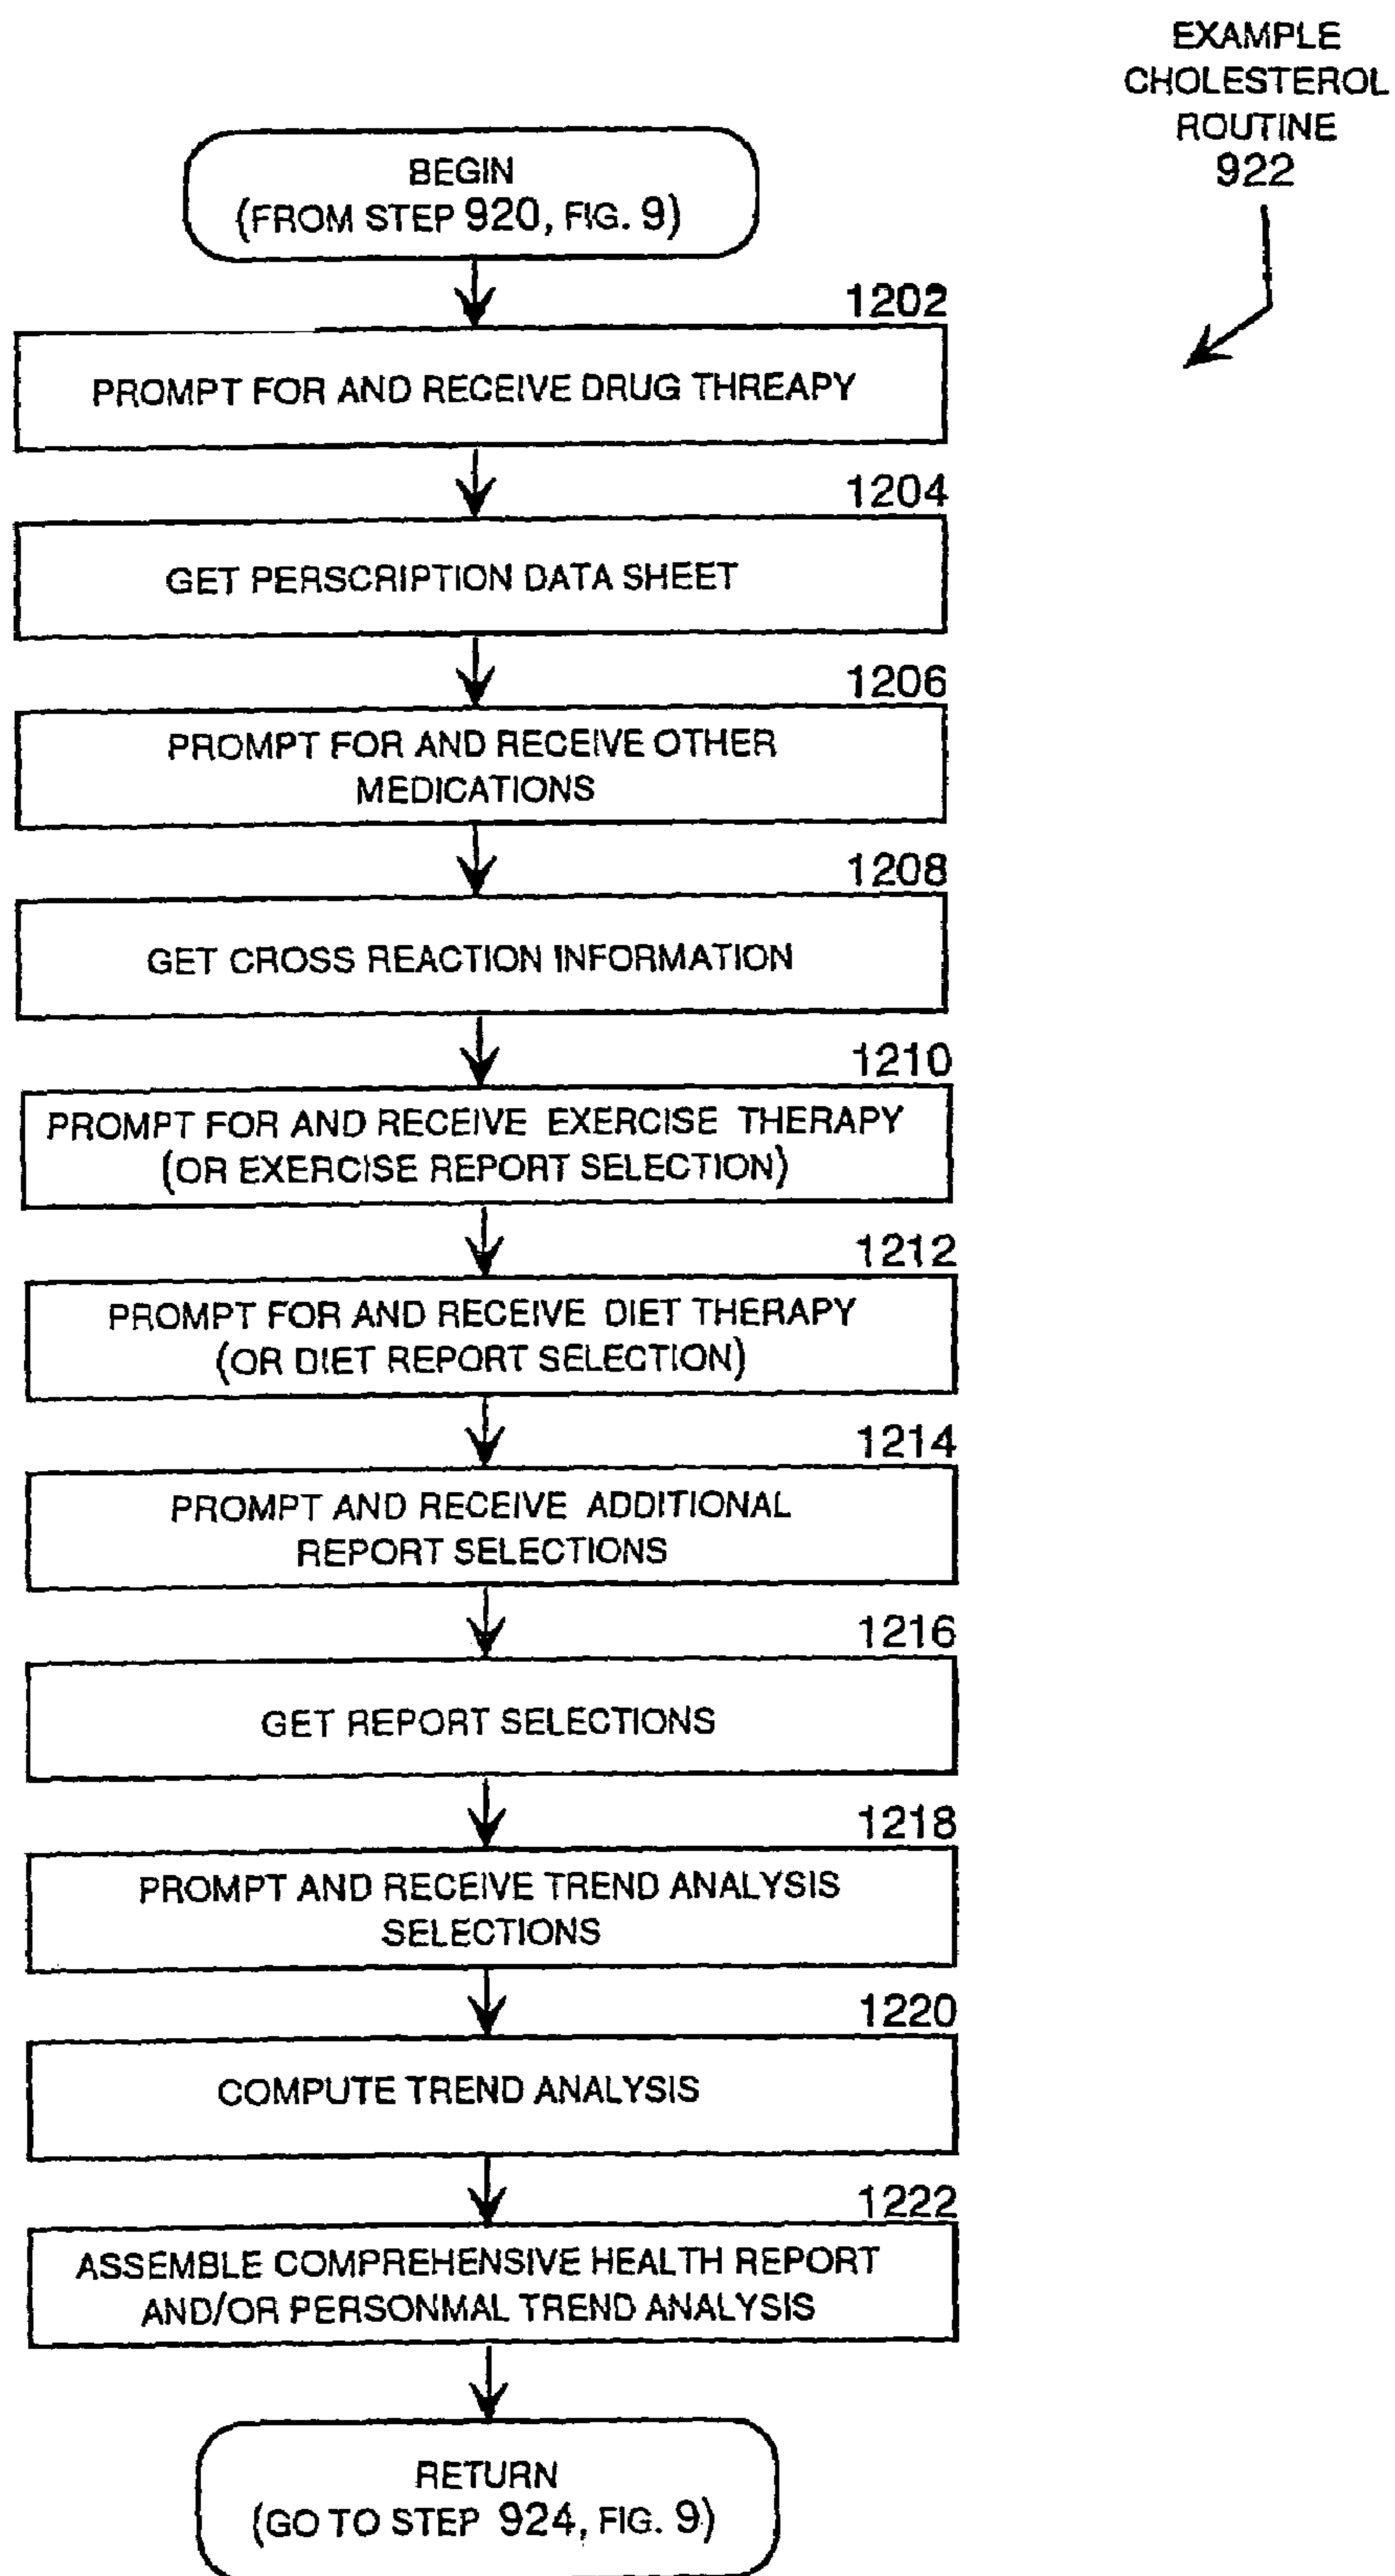 EXAMPLE
CHOLESTEROL
ROUTINE
922
BEGIN
(FROM STEP 920, FIG. 9)
1202
PROMPT FOR AND RECEIVE DRUG THREAPY
1204
GET PERSCRIPTION DATA SHEET
1206
PROMPT FOR AND RECEIVE OTHER
MEDICATIONS
1208
GET CROSS REACTION INFORMATION
1210
PROMPT FOR AND RECEIVE EXERCISE THERAPY
(OR EXERCISE REPORT SELECTION)
1212
PROMPT FOR AND RECEIVE DIET THERAPY
(OR DIET REPORT SELECTION)
1214
PROMPT AND RECEIVE ADDITIONAL
REPORT SELECTIONS
1216
GET REPORT SELECTIONS
1218
PROMPT AND RECEIVE TREND ANALYSIS
SELECTIONS
1220
COMPUTE TREND ANALYSIS
1222
ASSEMBLE COMPREHENSIVE HEALTH REPORT
AND/OR PERSONMAL TREND ANALYSIS
RETURN
(GO TO STEP 924, FIG. 9)